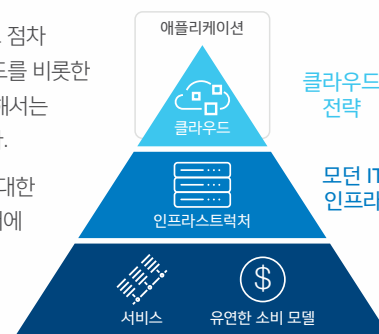 점차
를 비롯한
해서는
대한
에
애플리케이션
클라우드
인프라스트럭처
서비스
유연한 소비 모델
클라우드
전략
모던 IT
인프라